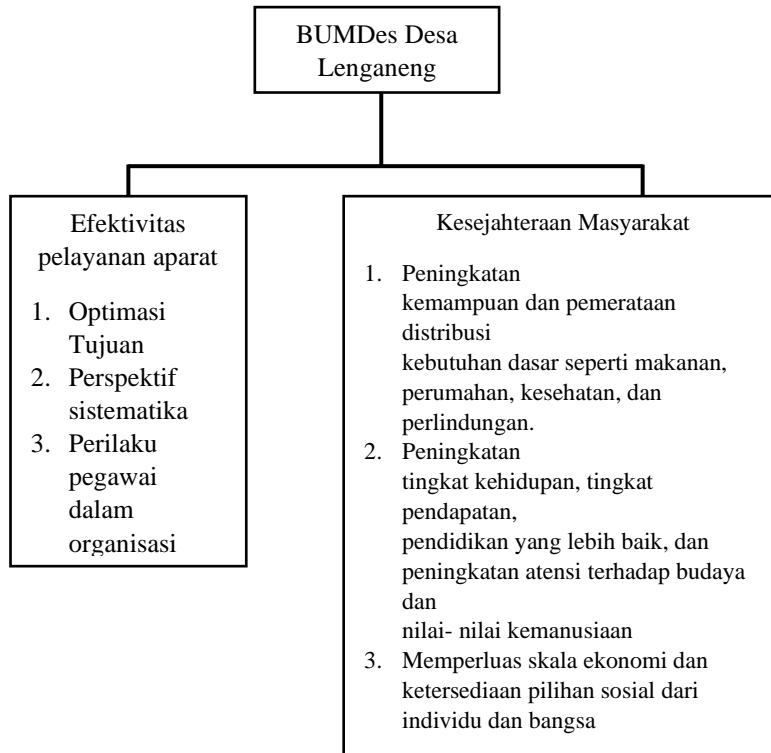 BUMDes Desa
Lenganeng
Efektivitas
pelayanan aparat
1. Optimasi
Tujuan
2. Perspektif
sistematika
3. Perilaku
pegawai
dalam
organisasi
Kesejahteraan Masyarakat
1. Peningkatan
kemampuan dan pemerataan
distribusi
kebutuhan dasar seperti makanan,
perumahan, kesehatan, dan
perlindungan.
2. Peningkatan
tingkat kehidupan, tingkat
pendapatan,
pendidikan yang lebih baik, dan
peningkatan atensi terhadap budaya
dan
nilai- nilai kemanusiaan
3. Memperluas skala ekonomi dan
ketersediaan pilihan sosial dari
individu dan bangsa